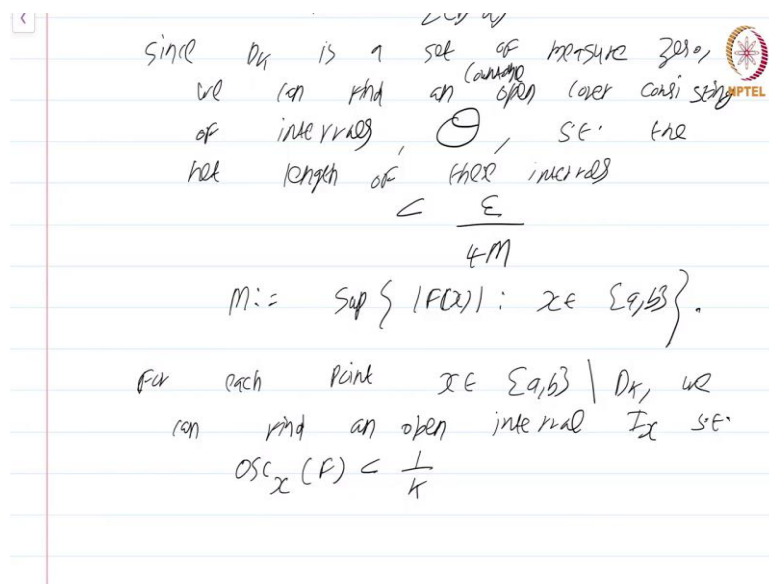 Since D_K is a set of measure zero,
we can find an countable open cover consisting
of intervals, Θ, s.t. the
net length of these intervals
< ε / 4M
M := Sup { |F(x)| : x ∈ [a,b] }.
For each point x ∈ [a,b] \ D_K, we
can find an open interval I_x s.t.
OSC_x (F) < 1/K
NPTEL